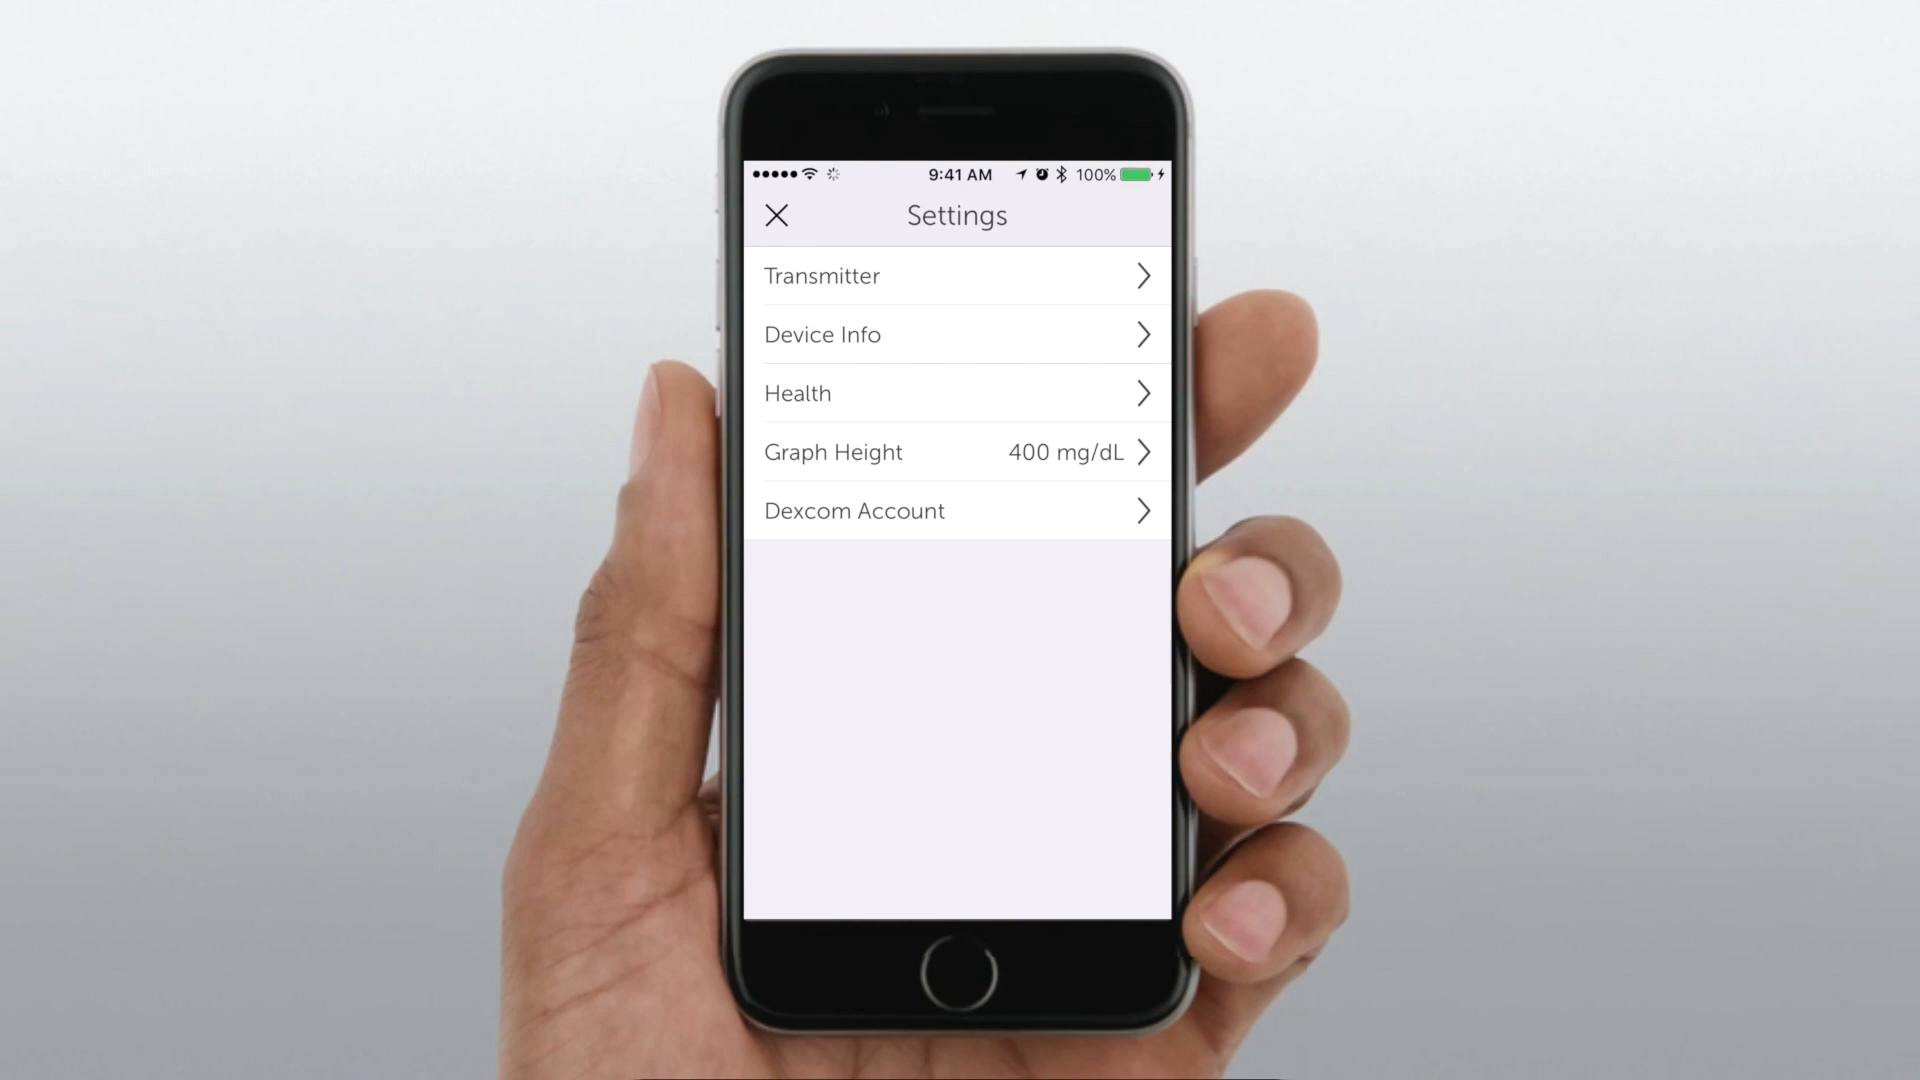 9:41 AM 100%
Settings
Transmitter
Device Info
Health
Graph Height 400 mg/dL
Dexcom Account